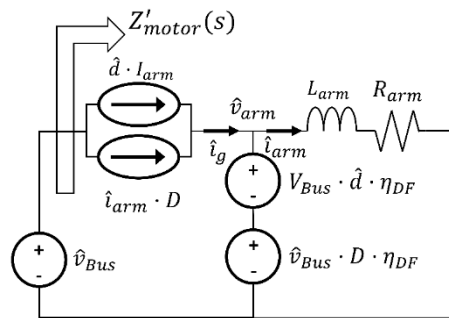 Z′motor(s)
d̂ · Iarm
v̂arm
Larm
Rarm
îg
îarm
îarm · D
VBus · d̂ · ηDF
+
-
v̂Bus
+
-
v̂Bus · D · ηDF
+
-